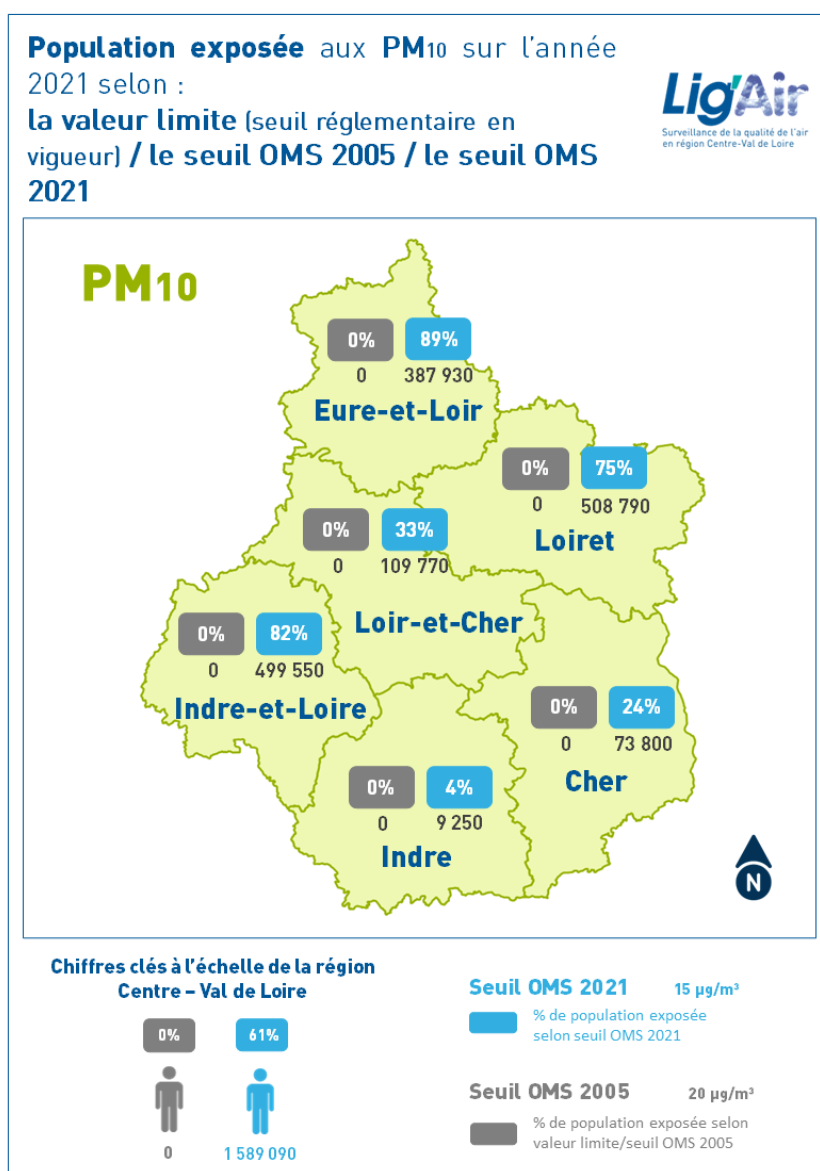 Population exposée aux PM10 sur l'année
2021 selon :
la valeur limite (seuil réglementaire en
vigueur) / le seuil OMS 2005 / le seuil OMS
2021
Lig'Air
Surveillance de la qualité de l'air
en région Centre-Val de Loire
PM10
0% 89%
0 387 930
Eure-et-Loir
0% 75%
0 508 790
Loiret
0% 33%
0 109 770
Loir-et-Cher
0% 82%
0 499 550
Indre-et-Loire
0% 24%
0 73 800
Cher
0% 4%
0 9 250
Indre
N
Chiffres clés à l'échelle de la région
Centre – Val de Loire
0% 61%
0 1 589 090
Seuil OMS 2021 15 µg/m³
% de population exposée
selon seuil OMS 2021
Seuil OMS 2005 20 µg/m³
% de population exposée selon
valeur limite/seuil OMS 2005